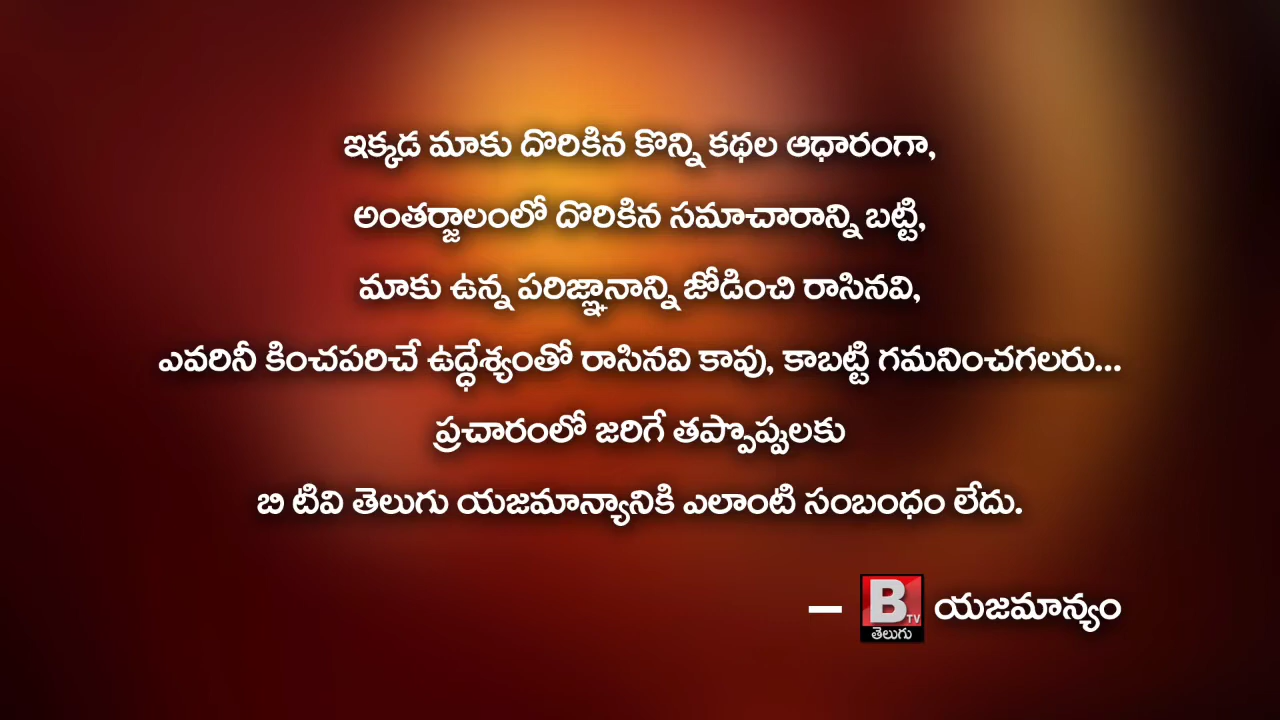 ఇక్కడ మాకు దొరికిన కొన్ని కథల ఆధారంగా,
అంతర్జాలంలో దొరికిన సమాచారాన్ని బట్టి,
మాకు ఉన్న పరిజ్ఞానాన్ని జోడించి రాసినవి,
ఎవరినీ కించపరిచే ఉద్ధేశ్యంతో రాసినవి కావు, కాబట్టి గమనించగలరు...
ప్రచారంలో జరిగే తప్పొప్పులకు
బి టివి తెలుగు యజమాన్యానికి ఎలాంటి సంబంధం లేదు.
– B TV తెలుగు యజమాన్యం